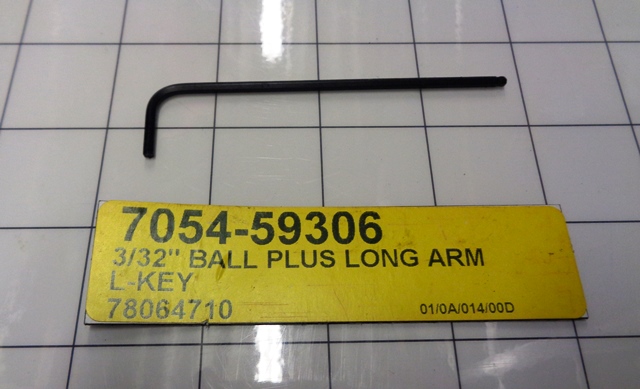 7054-59306
3/32" BALL PLUS LONG ARM
L-KEY
78064710 01/0A/014/00D